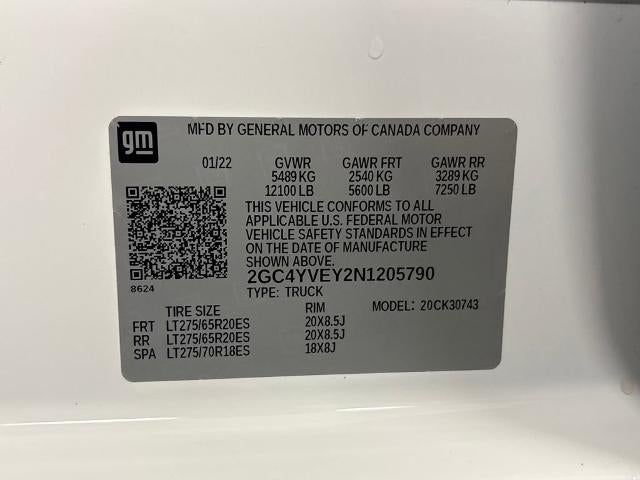 gm
MFD BY GENERAL MOTORS OF CANADA COMPANY
01/22 GVWR GAWR FRT GAWR RR
5489 KG 2540 KG 3289 KG
12100 LB 5600 LB 7250 LB
THIS VEHICLE CONFORMS TO ALL
APPLICABLE U.S. FEDERAL MOTOR
VEHICLE SAFETY STANDARDS IN EFFECT
ON THE DATE OF MANUFACTURE
SHOWN ABOVE.
2GC4YVEY2N1205790
8624
TYPE: TRUCK
TIRE SIZE RIM MODEL: 20CK30743
FRT LT275/65R20ES 20X8.5J
RR LT275/65R20ES 20X8.5J
SPA LT275/70R18ES 18X8J